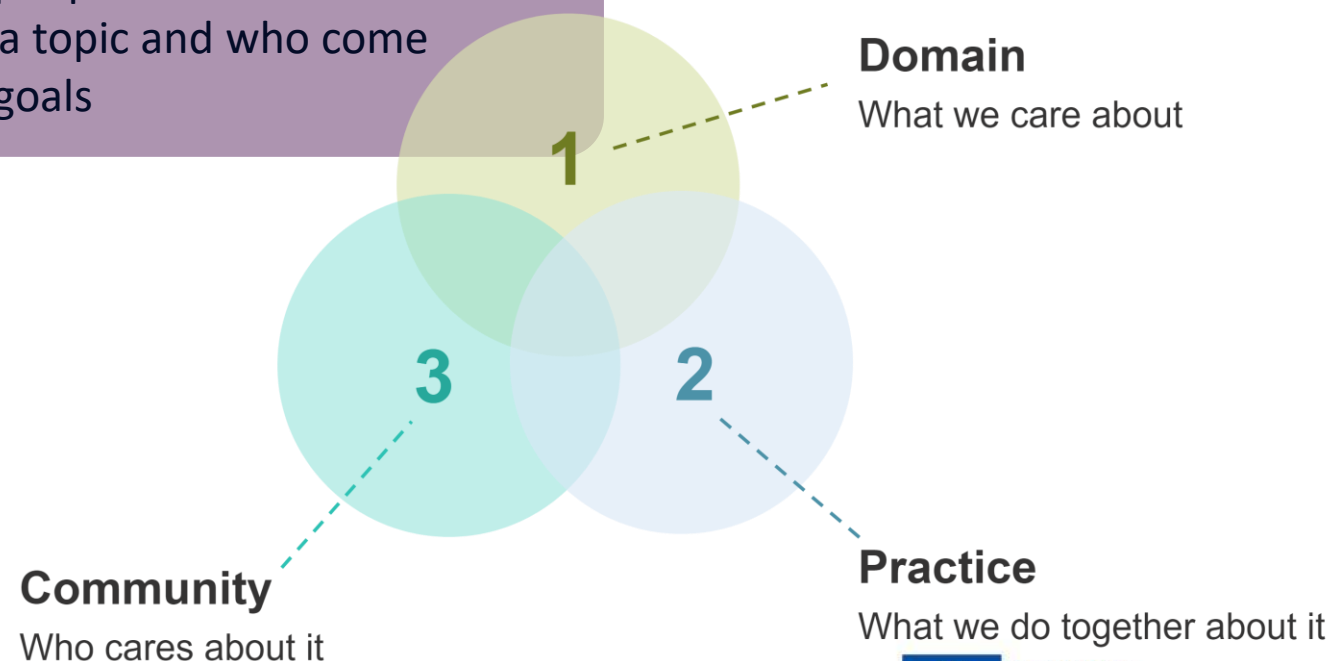 a topic and who come
goals
Domain
What we care about
1
3
2
Community
Who cares about it
Practice
What we do together about it